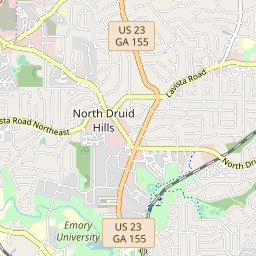 US 23
GA 155
Lavista Road
North Druid
Hills
sta Road Northeast
North Dr
Emory
University
US 23
GA 155